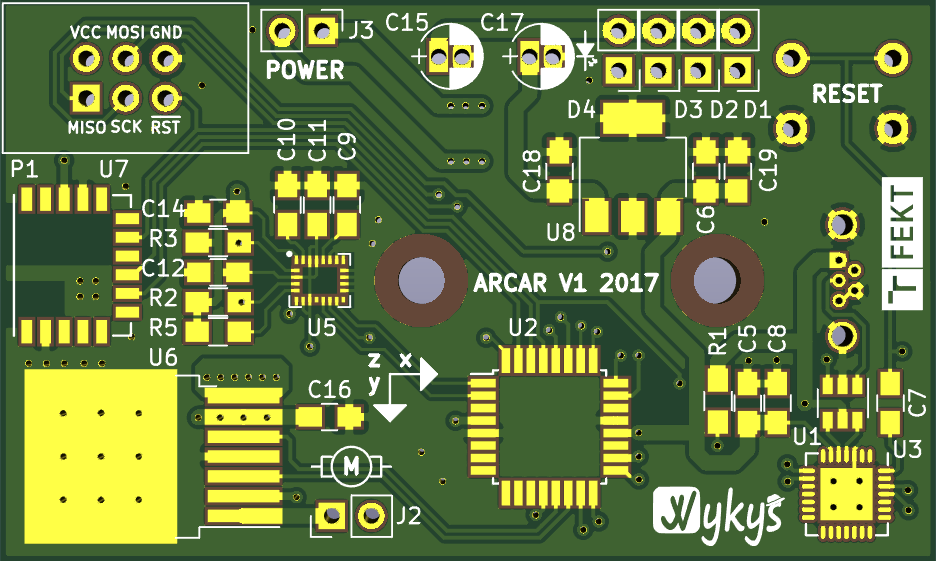 VCC MOSI GND
MISO SCK RST
P1
U7
J3
POWER
C15
C17
D4
D3
D2
D1
RESET
C10
C11
C9
C14
R3
C12
R2
R5
U6
U5
C18
U8
C6
C19
FEKT
ARCAR V1 2017
U2
z
x
y
C16
M
J2
R1
C5
C8
C7
U1
U3
Wykys